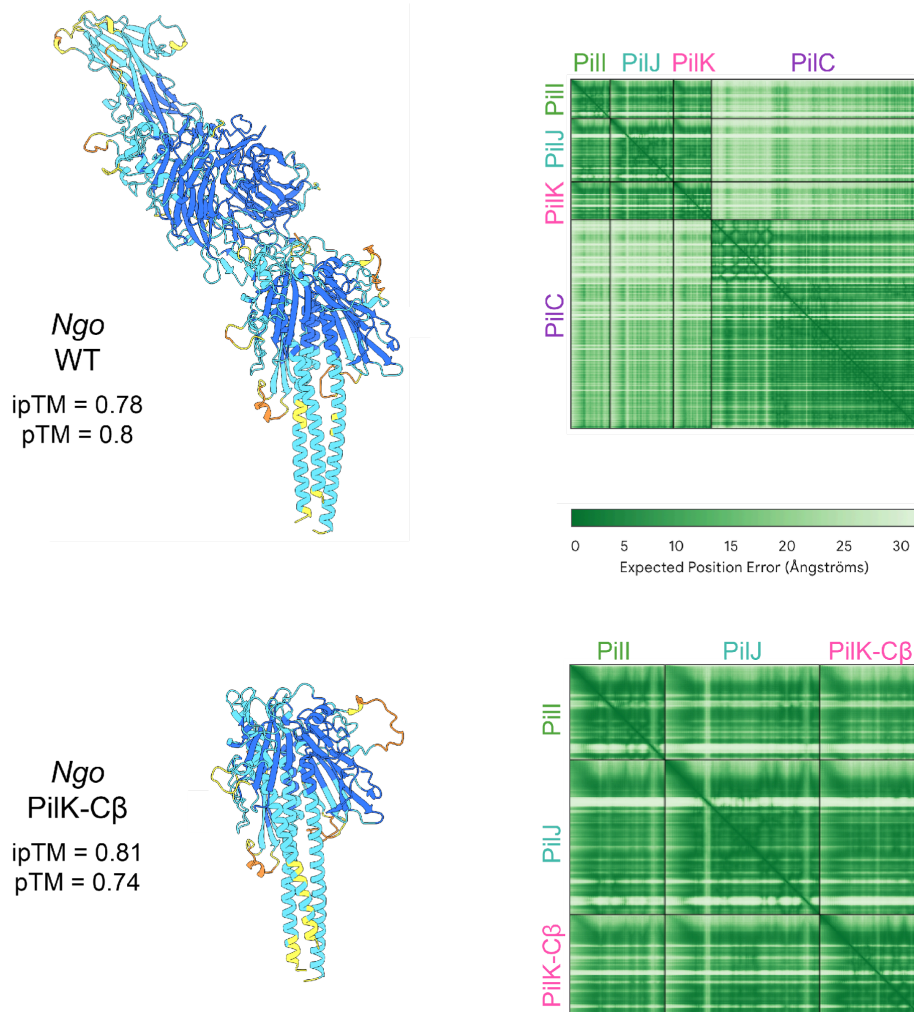 Ngo
WT
ipTM = 0.78
pTM = 0.8
PilI PilJ PilK PilC
PilI
PilJ
PilK
PilC
0 5 10 15 20 25 30
Expected Position Error (Ångströms)
Ngo
PilK-Cβ
ipTM = 0.81
pTM = 0.74
PilI PilJ PilK-Cβ
PilI
PilJ
PilK-Cβ